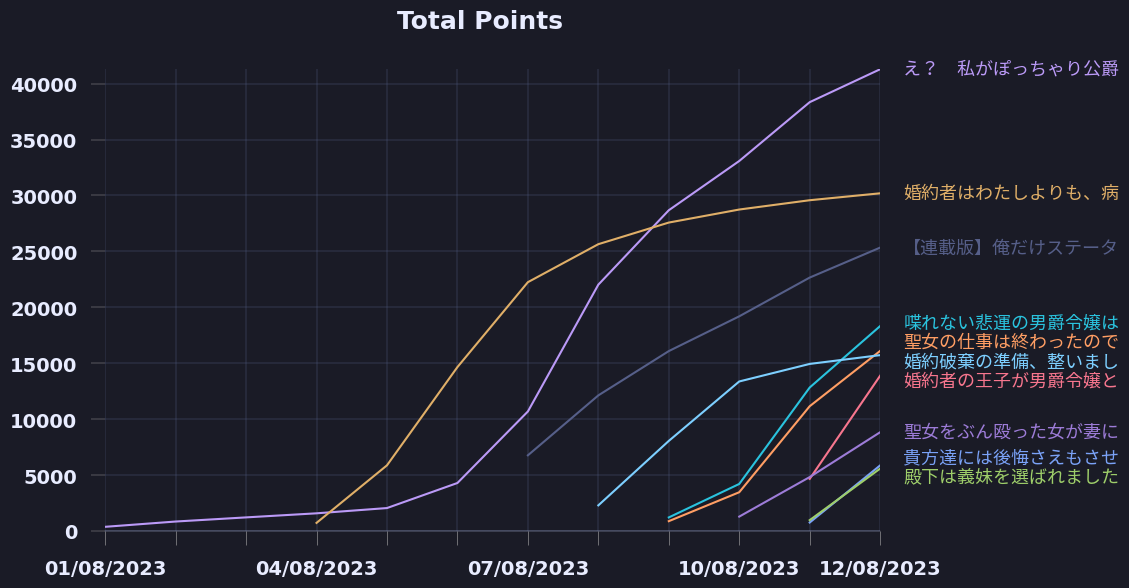 Total Points
40000
35000
30000
25000
20000
15000
10000
5000
0
01/08/2023
04/08/2023
07/08/2023
10/08/2023
12/08/2023
え？　私がぽっちゃり公爵
婚約者はわたしよりも、病
【連載版】俺だけステータ
喋れない悲運の男爵令嬢は
聖女の仕事は終わったので
婚約破棄の準備、整いまし
婚約者の王子が男爵令嬢と
聖女をぶん殴った女が妻に
貴方達には後悔さえもさせ
殿下は義妹を選ばれました